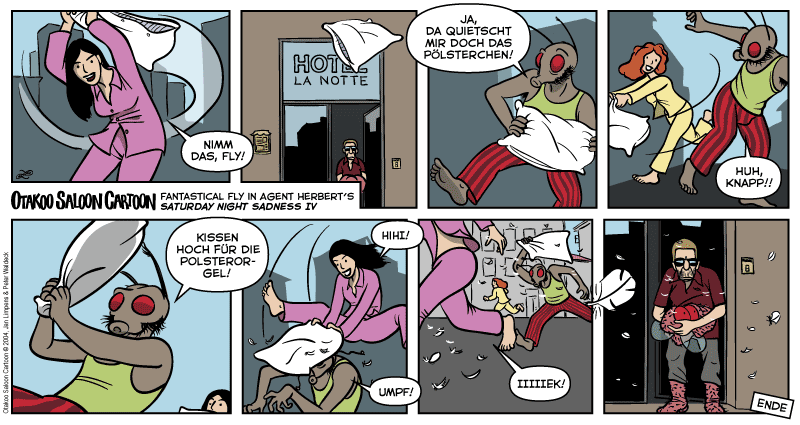 NIMM
DAS, FLY!
HOTEL
LA NOTTE
JA,
DA QUIETSCHT
MIR DOCH DAS
PÖLSTERCHEN!
HUH,
KNAPP!!
OTAKOO SALOON CARTOON
FANTASTICAL FLY IN AGENT HERBERT'S
SATURDAY NIGHT SADNESS IV
KISSEN
HOCH FÜR DIE
POLSTEROR-
GEL!
HIHI!
UMPF!
IIIIIEK!
ENDE
Otakoo Saloon Cartoon © 2004, Jan Limpens & Peter Waldeck